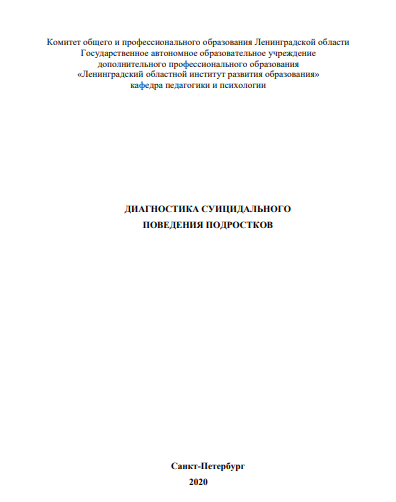 Комитет общего и профессионального образования Ленинградской области
Государственное автономное образовательное учреждение
дополнительного профессионального образования
«Ленинградский областной институт развития образования»
кафедра педагогики и психологии
ДИАГНОСТИКА СУИЦИДАЛЬНОГО
ПОВЕДЕНИЯ ПОДРОСТКОВ
Санкт-Петербург
2020